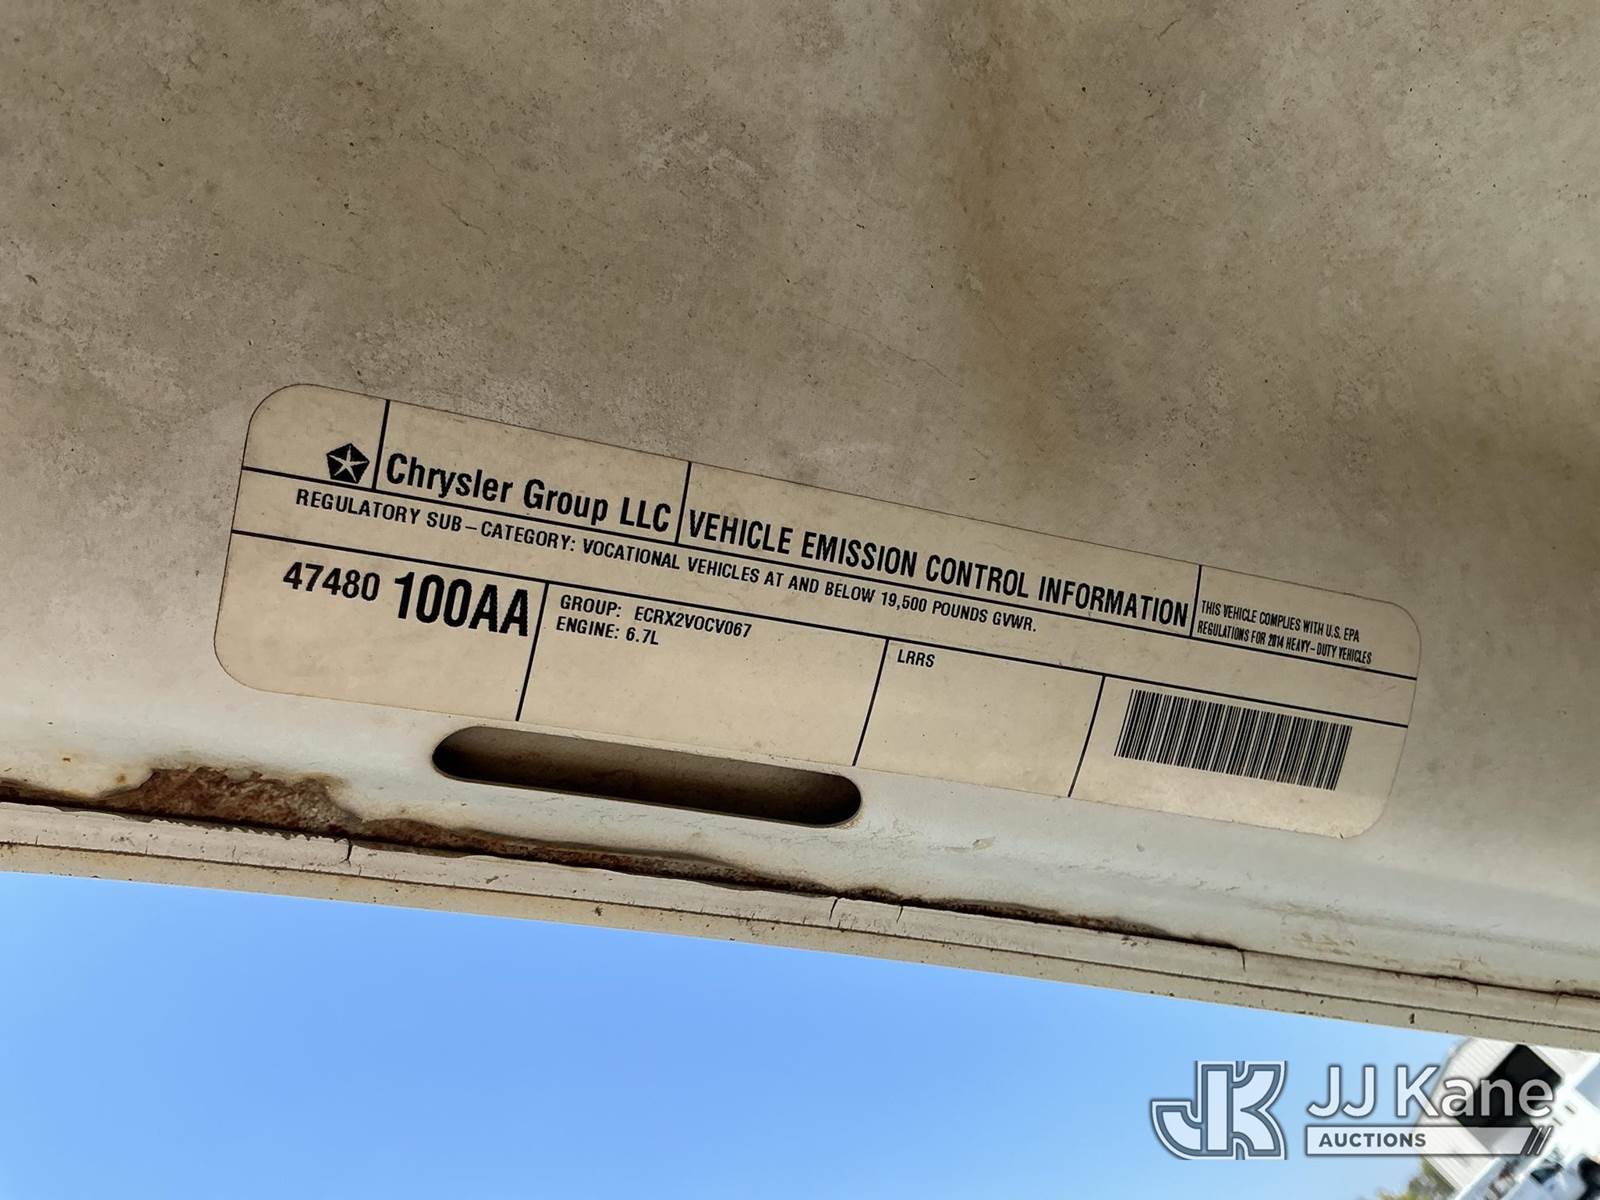 Chrysler Group LLC
VEHICLE EMISSION CONTROL INFORMATION
THIS VEHICLE COMPLIES WITH U.S. EPA
REGULATIONS FOR 2014 HEAVY-DUTY VEHICLES
REGULATORY SUB-CATEGORY: VOCATIONAL VEHICLES AT AND BELOW 19,500 POUNDS GVWR.
47480 100AA
GROUP: ECRX2VOCV067
ENGINE: 6.7L
LRRS
JK JJ Kane
AUCTIONS